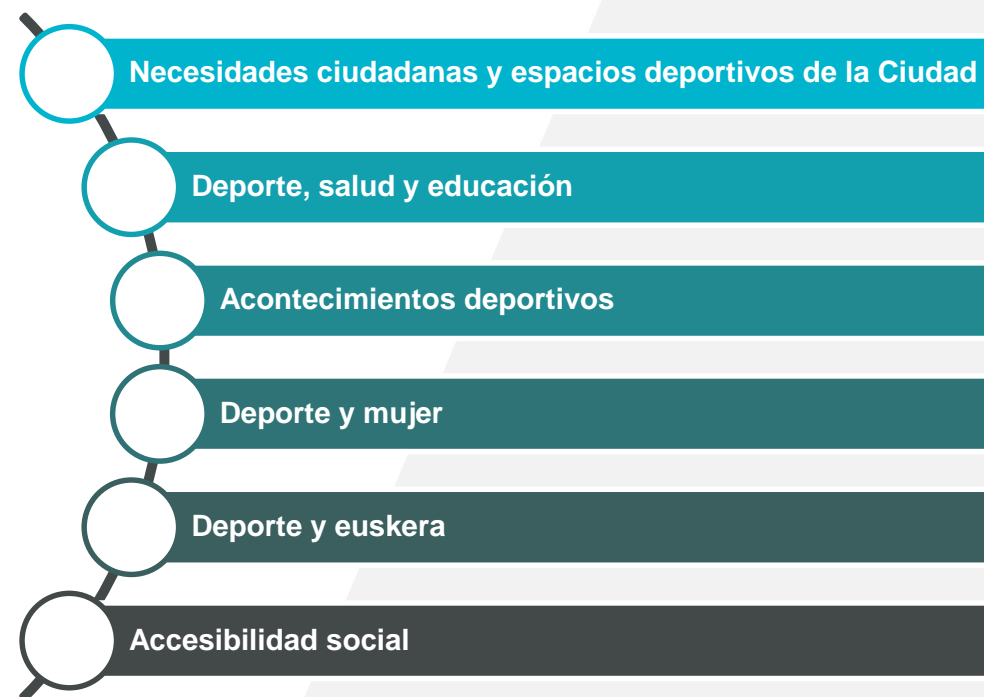 Necesidades ciudadanas y espacios deportivos de la Ciudad
Deporte, salud y educación
Acontecimientos deportivos
Deporte y mujer
Deporte y euskera
Accesibilidad social